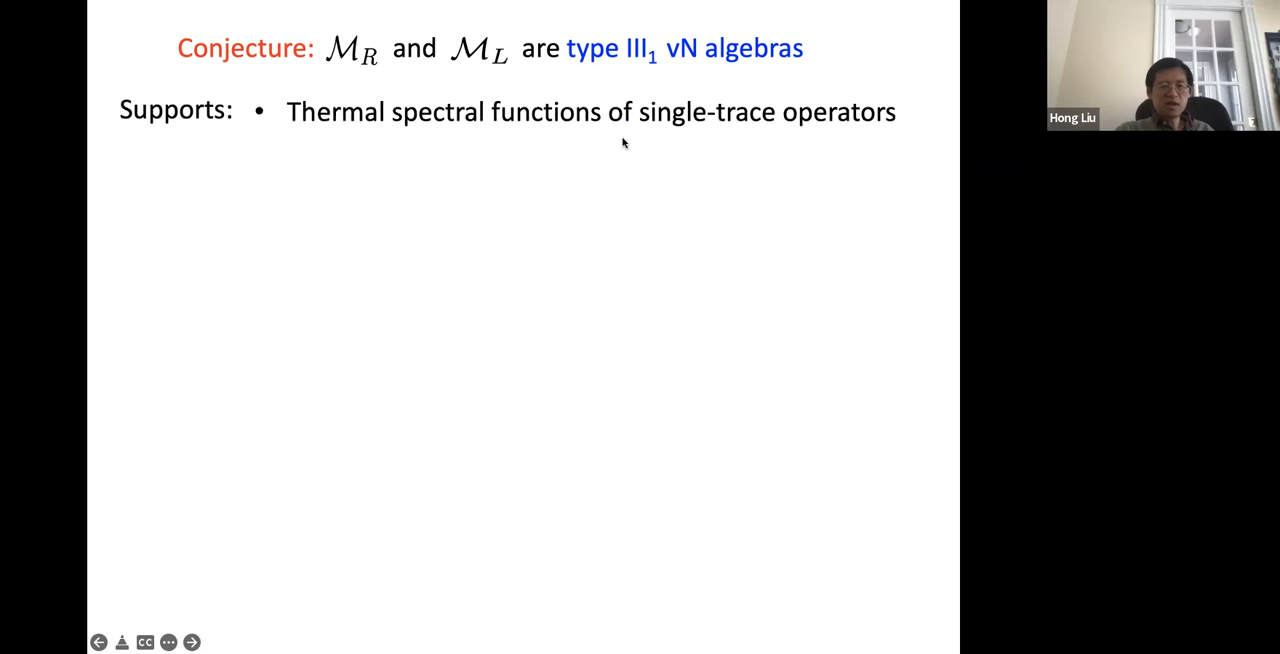 Conjecture: ℳ_R and ℳ_L are type III₁ vN algebras
Supports: • Thermal spectral functions of single-trace operators
Hong Liu
CC